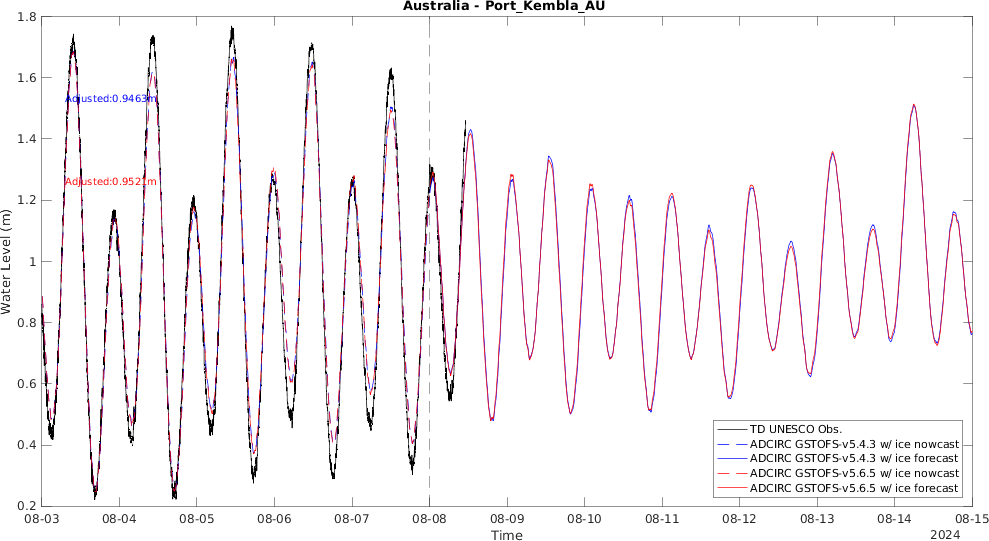 Australia - Port_Kembla_AU
1.8
1.6
1.4
1.2
1
0.8
0.6
0.4
0.2
Water Level (m)
Adjusted:0.9463m
Adjusted:0.9521m
TD UNESCO Obs.
ADCIRC GSTOFS-v5.4.3 w/ ice nowcast
ADCIRC GSTOFS-v5.4.3 w/ ice forecast
ADCIRC GSTOFS-v5.6.5 w/ ice nowcast
ADCIRC GSTOFS-v5.6.5 w/ ice forecast
08-03 08-04 08-05 08-06 08-07 08-08 08-09 08-10 08-11 08-12 08-13 08-14 08-15
Time
2024